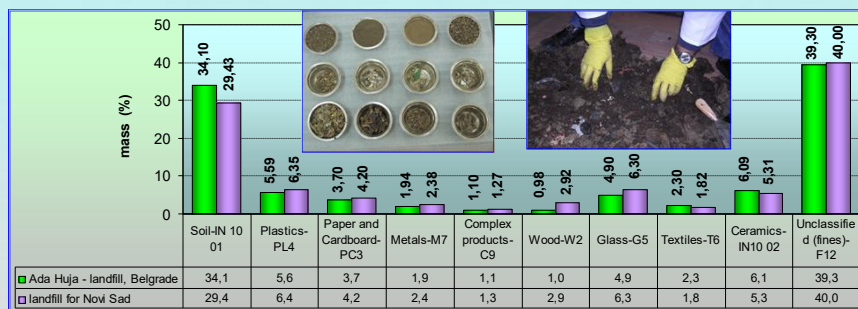 mass (%)
50
40
30
20
10
0
34,10
29,43
5,59
6,35
3,70
4,20
1,94
2,38
1,10
1,27
0,98
2,92
4,90
6,30
2,30
1,82
6,09
5,31
39,30
40,00
Soil-IN 10
01
Plastics-
PL4
Paper and
Cardboard-
PC3
Metals-M7
Complex
products-
C9
Wood-W2
Glass-G5
Textiles-T6
Ceramics-
IN10 02
Unclassifie
d (fines)-
F12
Ada Huja - landfill, Belgrade 34,1 5,6 3,7 1,9 1,1 1,0 4,9 2,3 6,1 39,3
landfill for Novi Sad 29,4 6,4 4,2 2,4 1,3 2,9 6,3 1,8 5,3 40,0